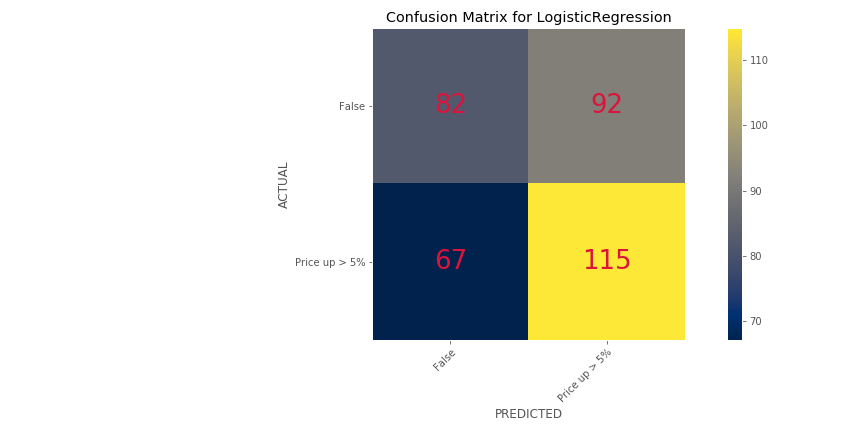 Confusion Matrix for LogisticRegression
110
False
82
92
100
90
ACTUAL
80
Price up > 5%
67
115
70
False
Price up > 5%
PREDICTED